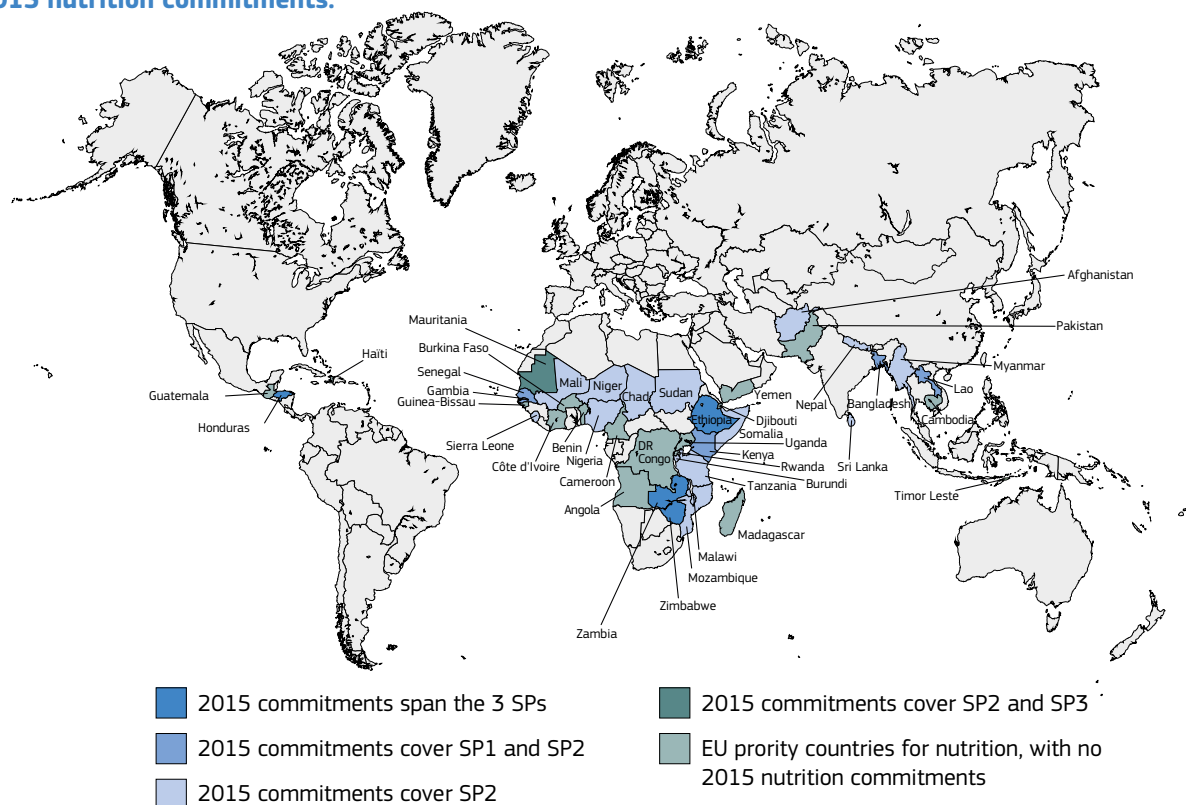 2015 nutrition commitments.
Afghanistan
Mauritania
Pakistan
Burkina Faso
Haïti
Senegal
Myanmar
Mali
Niger
Chad
Sudan
Gambia
Guatemala
Guinea-Bissau
Yemen
Nepal
Bangladesh
Lao
Honduras
Ethiopia
Djibouti
Cambodia
Somalia
Sierra Leone
Benin
DR
Congo
Uganda
Côte d'Ivoire
Nigeria
Kenya
Rwanda
Sri Lanka
Cameroon
Tanzania
Burundi
Timor Leste
Angola
Madagascar
Malawi
Mozambique
Zimbabwe
Zambia
2015 commitments span the 3 SPs
2015 commitments cover SP1 and SP2
2015 commitments cover SP2
2015 commitments cover SP2 and SP3
EU prority countries for nutrition, with no
2015 nutrition commitments